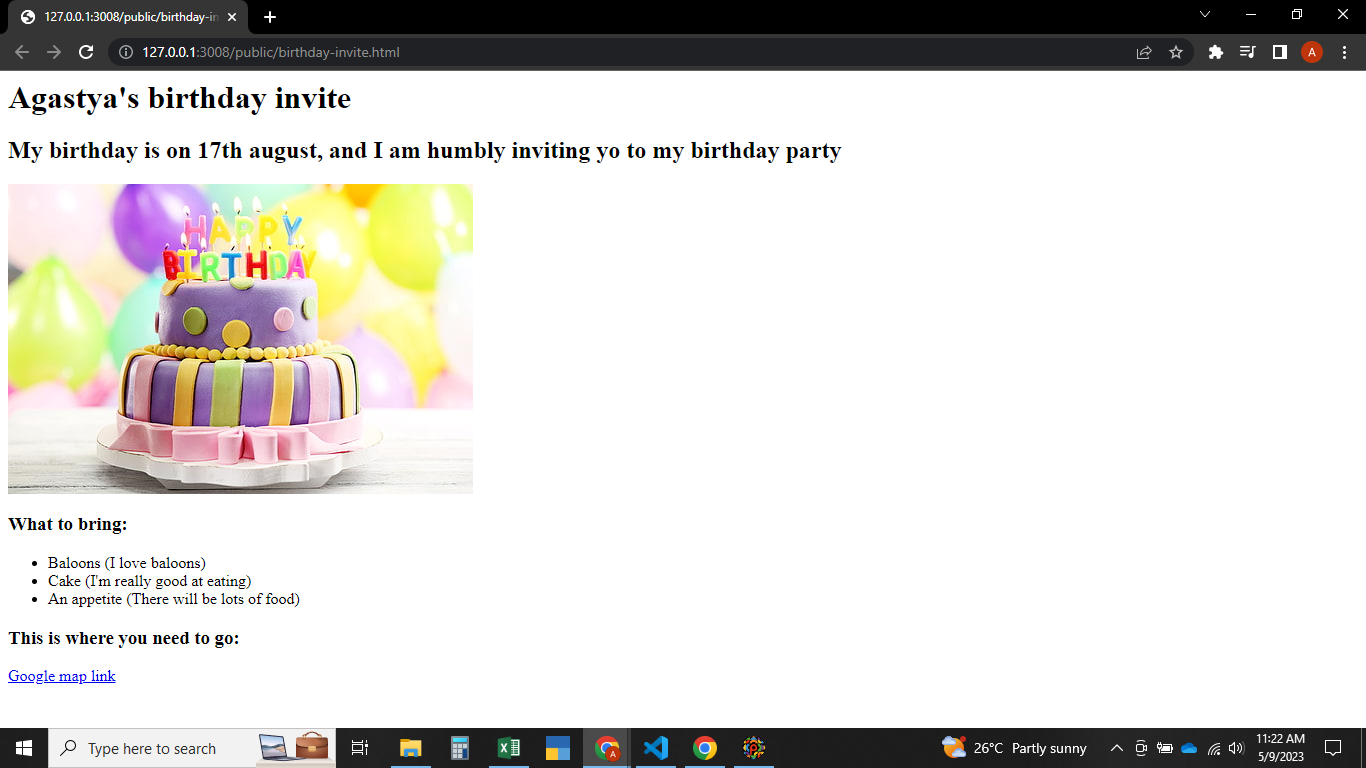 127.0.0.1:3008/public/birthday-in
127.0.0.1:3008/public/birthday-invite.html
A
Agastya's birthday invite
My birthday is on 17th august, and I am humbly inviting yo to my birthday party
HAPPY
BIRTHDAY
What to bring:
Baloons (I love baloons)
Cake (I'm really good at eating)
An appetite (There will be lots of food)
This is where you need to go:
Google map link
Type here to search
A
26°C Partly sunny
11:22 AM
5/9/2023